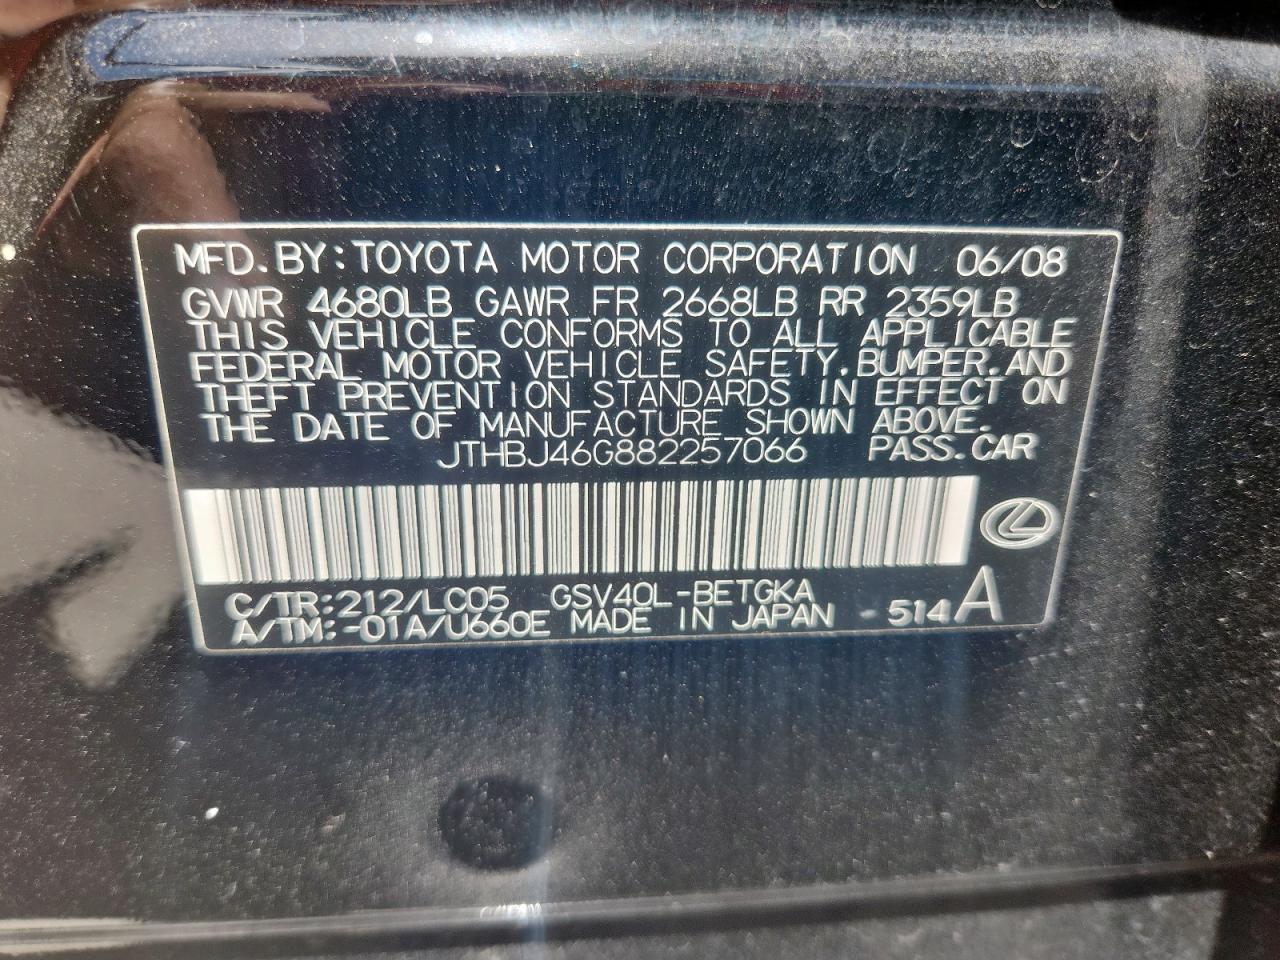 MFD. BY: TOYOTA MOTOR CORPORATION 06/08
GVWR 4680LB GAWR FR 2668LB RR 2359LB
THIS VEHICLE CONFORMS TO ALL APPLICABLE
FEDERAL MOTOR VEHICLE SAFETY, BUMPER, AND
THEFT PREVENTION STANDARDS IN EFFECT ON
THE DATE OF MANUFACTURE SHOWN ABOVE.
JTHBJ46G882257066 PASS. CAR
C/TR: 212/LC05 GSV40L-BETGKA
A/TM: -01A/U660E MADE IN JAPAN 514 A